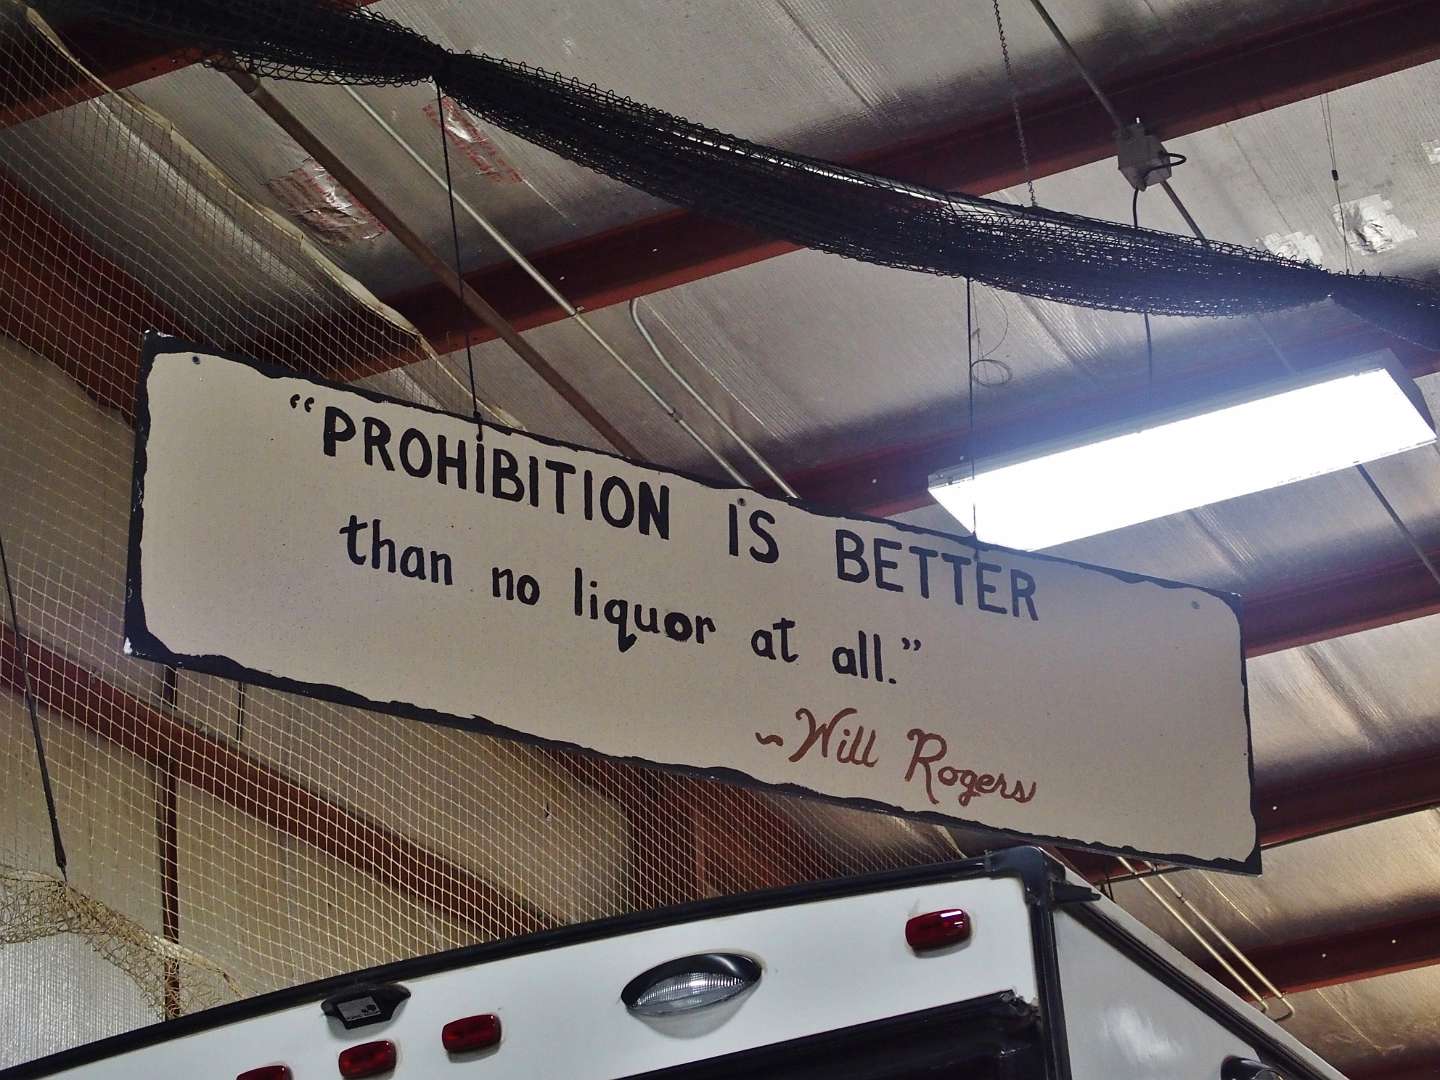 “PROHIBITION IS BETTER
than no liquor at all.”
~Will Rogers